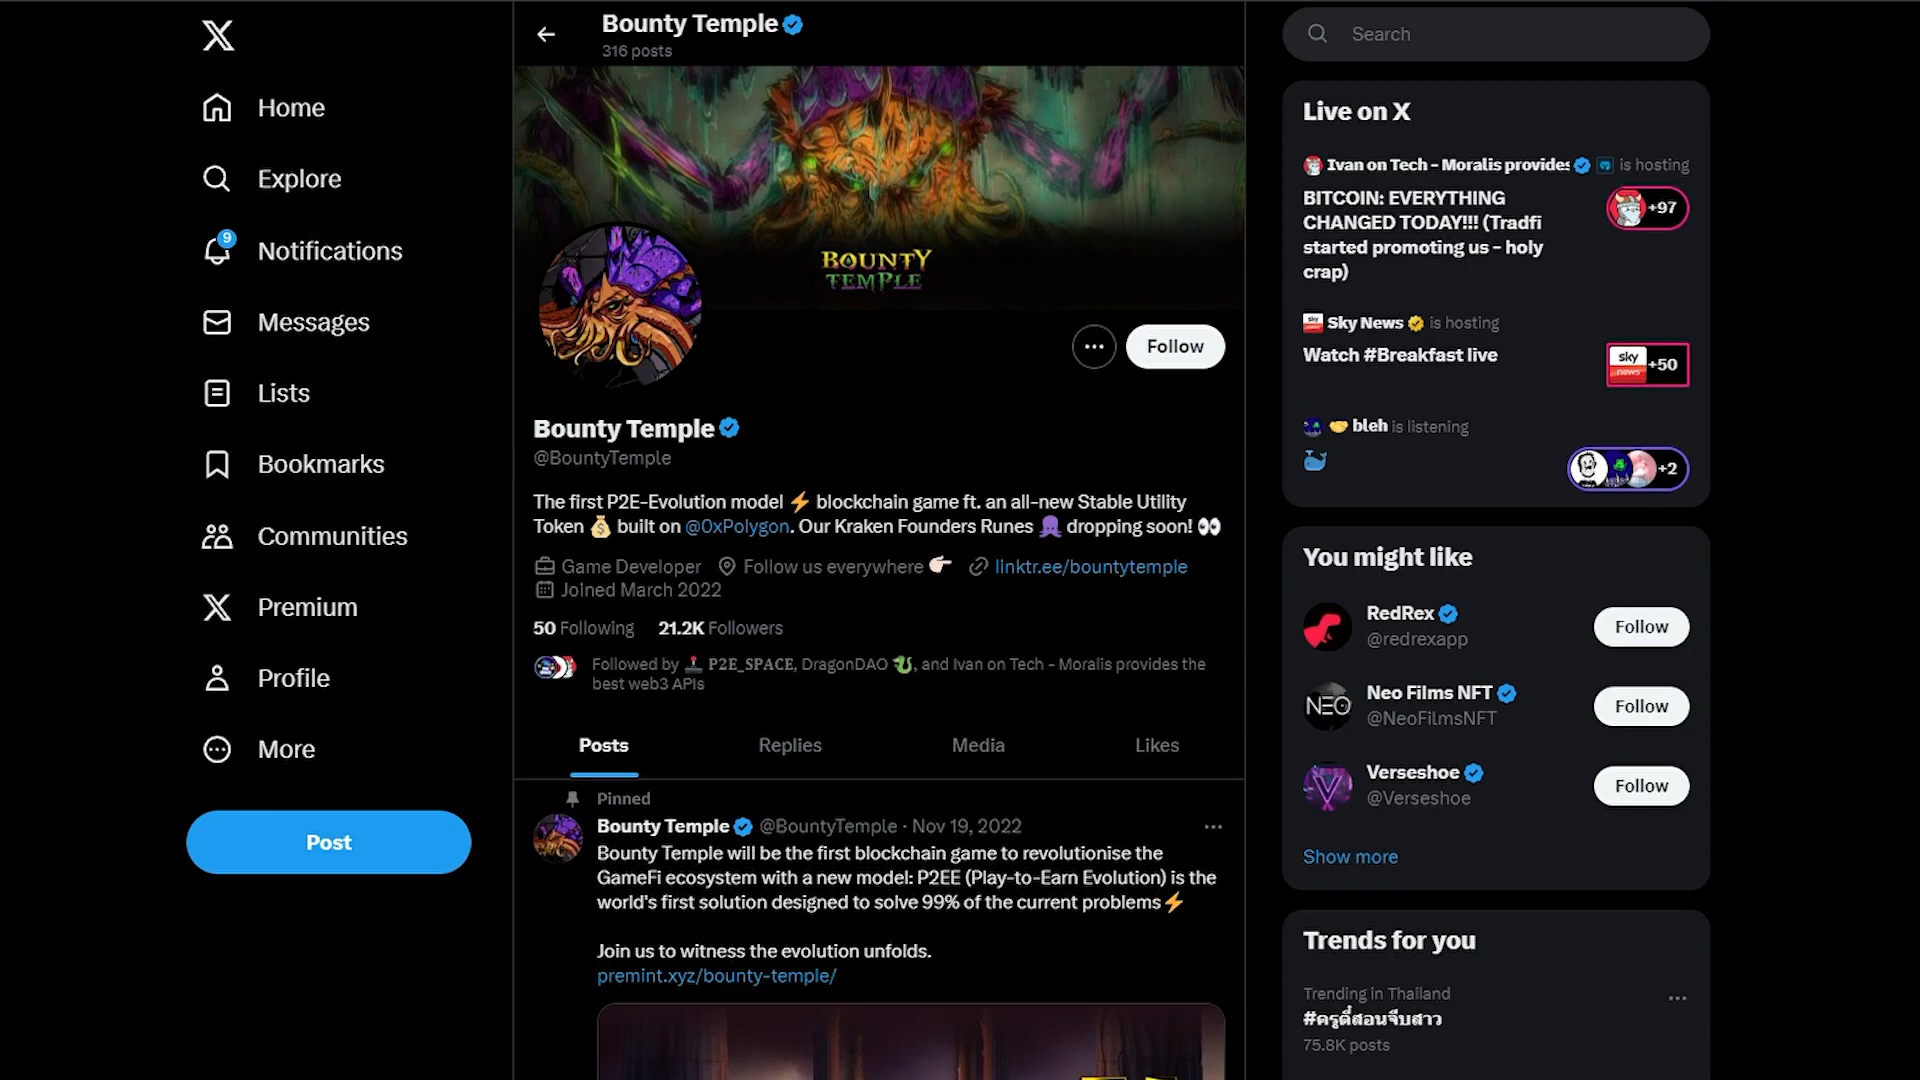 Home
Explore
9
Notifications
Messages
Lists
Bookmarks
Communities
Premium
Profile
More
Post
Bounty Temple
316 posts
BOUNTY
TEMPLE
Follow
Bounty Temple
@BountyTemple
The first P2E-Evolution model ⚡ blockchain game ft. an all-new Stable Utility
Token 💰 built on @0xPolygon. Our Kraken Founders Runes 🐙 dropping soon! 👀
Game Developer Follow us everywhere 👉🏻 linktr.ee/bountytemple
Joined March 2022
50 Following 21.2K Followers
Followed by 🕹️ P2E_SPACE, DragonDAO 🐉, and Ivan on Tech - Moralis provides the
best web3 APIs
Posts Replies Media Likes
Pinned
Bounty Temple @BountyTemple · Nov 19, 2022
Bounty Temple will be the first blockchain game to revolutionise the
GameFi ecosystem with a new model: P2EE (Play-to-Earn Evolution) is the
world's first solution designed to solve 99% of the current problems⚡
Join us to witness the evolution unfolds.
premint.xyz/bounty-temple/
Search
Live on X
Ivan on Tech - Moralis provides is hosting
BITCOIN: EVERYTHING
CHANGED TODAY!!! (Tradfi
started promoting us - holy
crap)
+97
Sky News is hosting
Watch #Breakfast live
sky
news
+50
🤝 bleh is listening
🐳
+2
You might like
RedRex
@redrexapp
Follow
NEO
Neo Films NFT
@NeoFilmsNFT
Follow
Verseshoe
@Verseshoe
Follow
Show more
Trends for you
Trending in Thailand
#ครูดี่สอนจีบสาว
75.8K posts